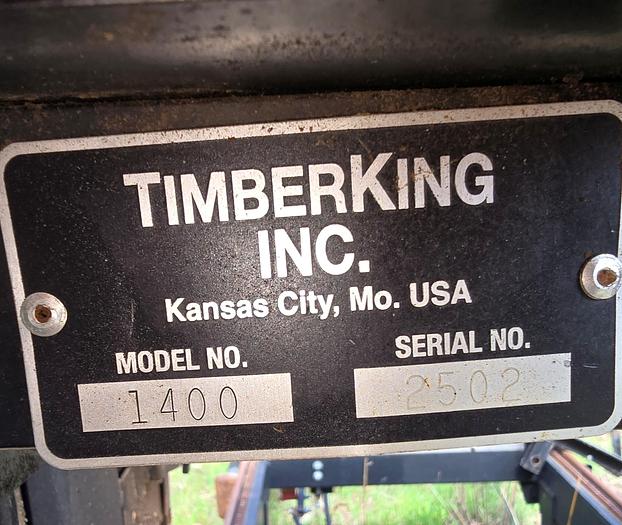 TIMBERKING
INC.
Kansas City, Mo. USA
MODEL NO. SERIAL NO.
1400 2502